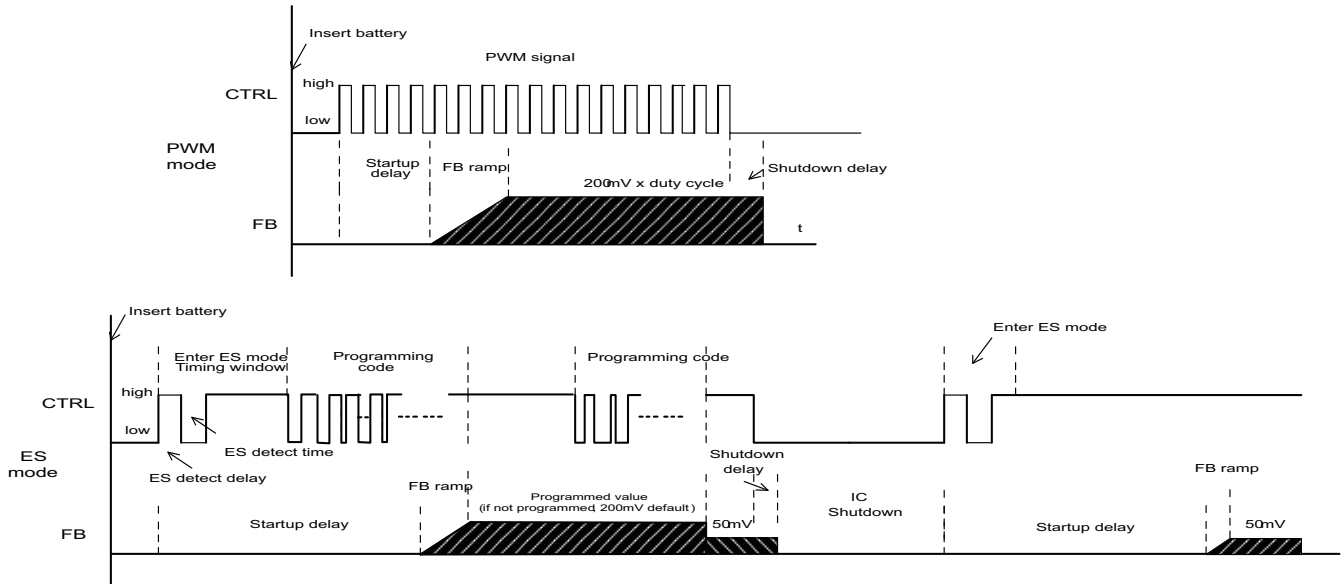 Insert battery
PWM signal
CTRL
high
low
PWM
mode
Startup
delay
FB ramp
Shutdown delay
200mV x duty cycle
FB
t
Insert battery
Enter ES mode
Enter ES mode
Timing window
Programming
code
Programming code
high
CTRL
low
ES
mode
ES detect time
ES detect delay
Shutdown
delay
FB ramp
FB ramp
Programmed value
(if not programmed, 200mV default)
50mV
IC
Shutdown
Startup delay
Startup delay
50mV
FB